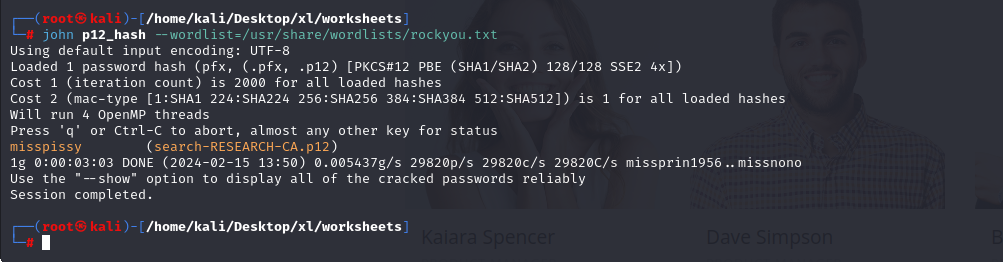 ┌──(root㉿kali)-[/home/kali/Desktop/xl/worksheets]
└─# john p12_hash --wordlist=/usr/share/wordlists/rockyou.txt
Using default input encoding: UTF-8
Loaded 1 password hash (pfx, (.pfx, .p12) [PKCS#12 PBE (SHA1/SHA2) 128/128 SSE2 4x])
Cost 1 (iteration count) is 2000 for all loaded hashes
Cost 2 (mac-type [1:SHA1 224:SHA224 256:SHA256 384:SHA384 512:SHA512]) is 1 for all loaded hashes
Will run 4 OpenMP threads
Press 'q' or Ctrl-C to abort, almost any other key for status
misspissy        (search-RESEARCH-CA.p12)
1g 0:00:03:03 DONE (2024-02-15 13:50) 0.005437g/s 29820p/s 29820c/s 29820C/s missprin1956..missnono
Use the "--show" option to display all of the cracked passwords reliably
Session completed.
┌──(root㉿kali)-[/home/kali/Desktop/xl/worksheets]
└─#
Kaiara Spencer Dave Simpson B